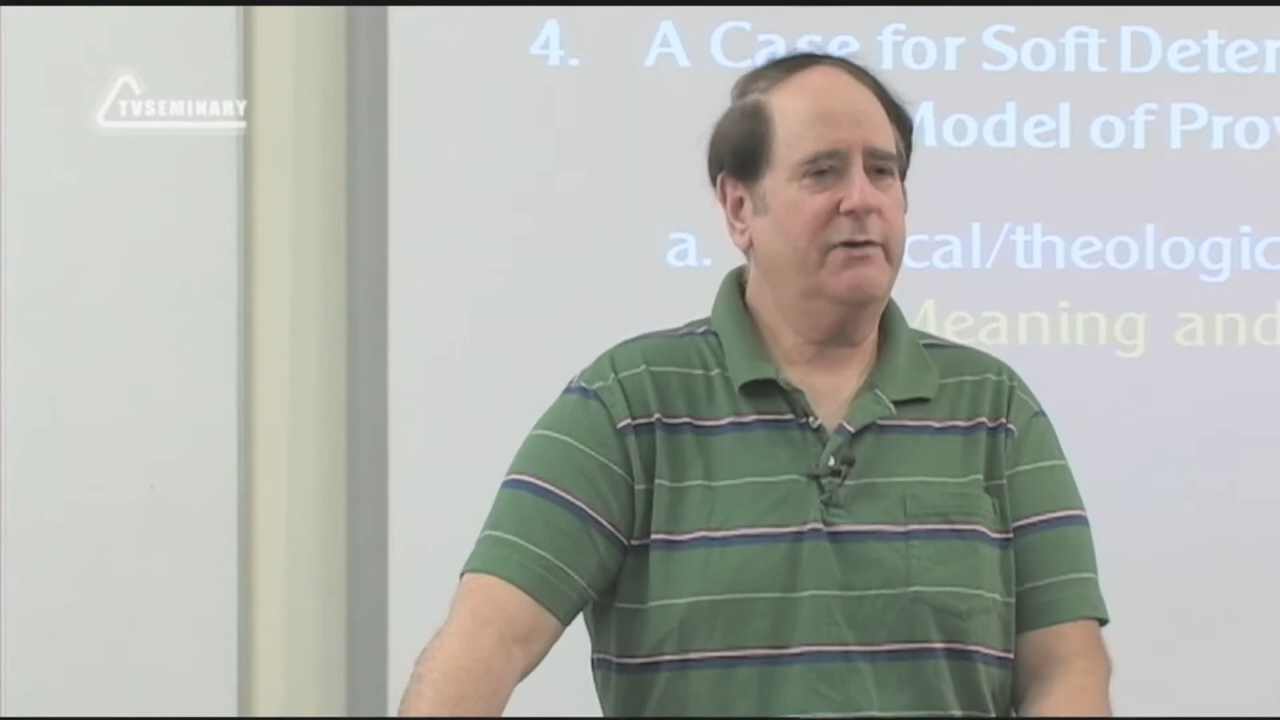 TVSEMINARY
4. A Case for Soft Deter
Model of Prov
a. cal/theologic
Meaning and